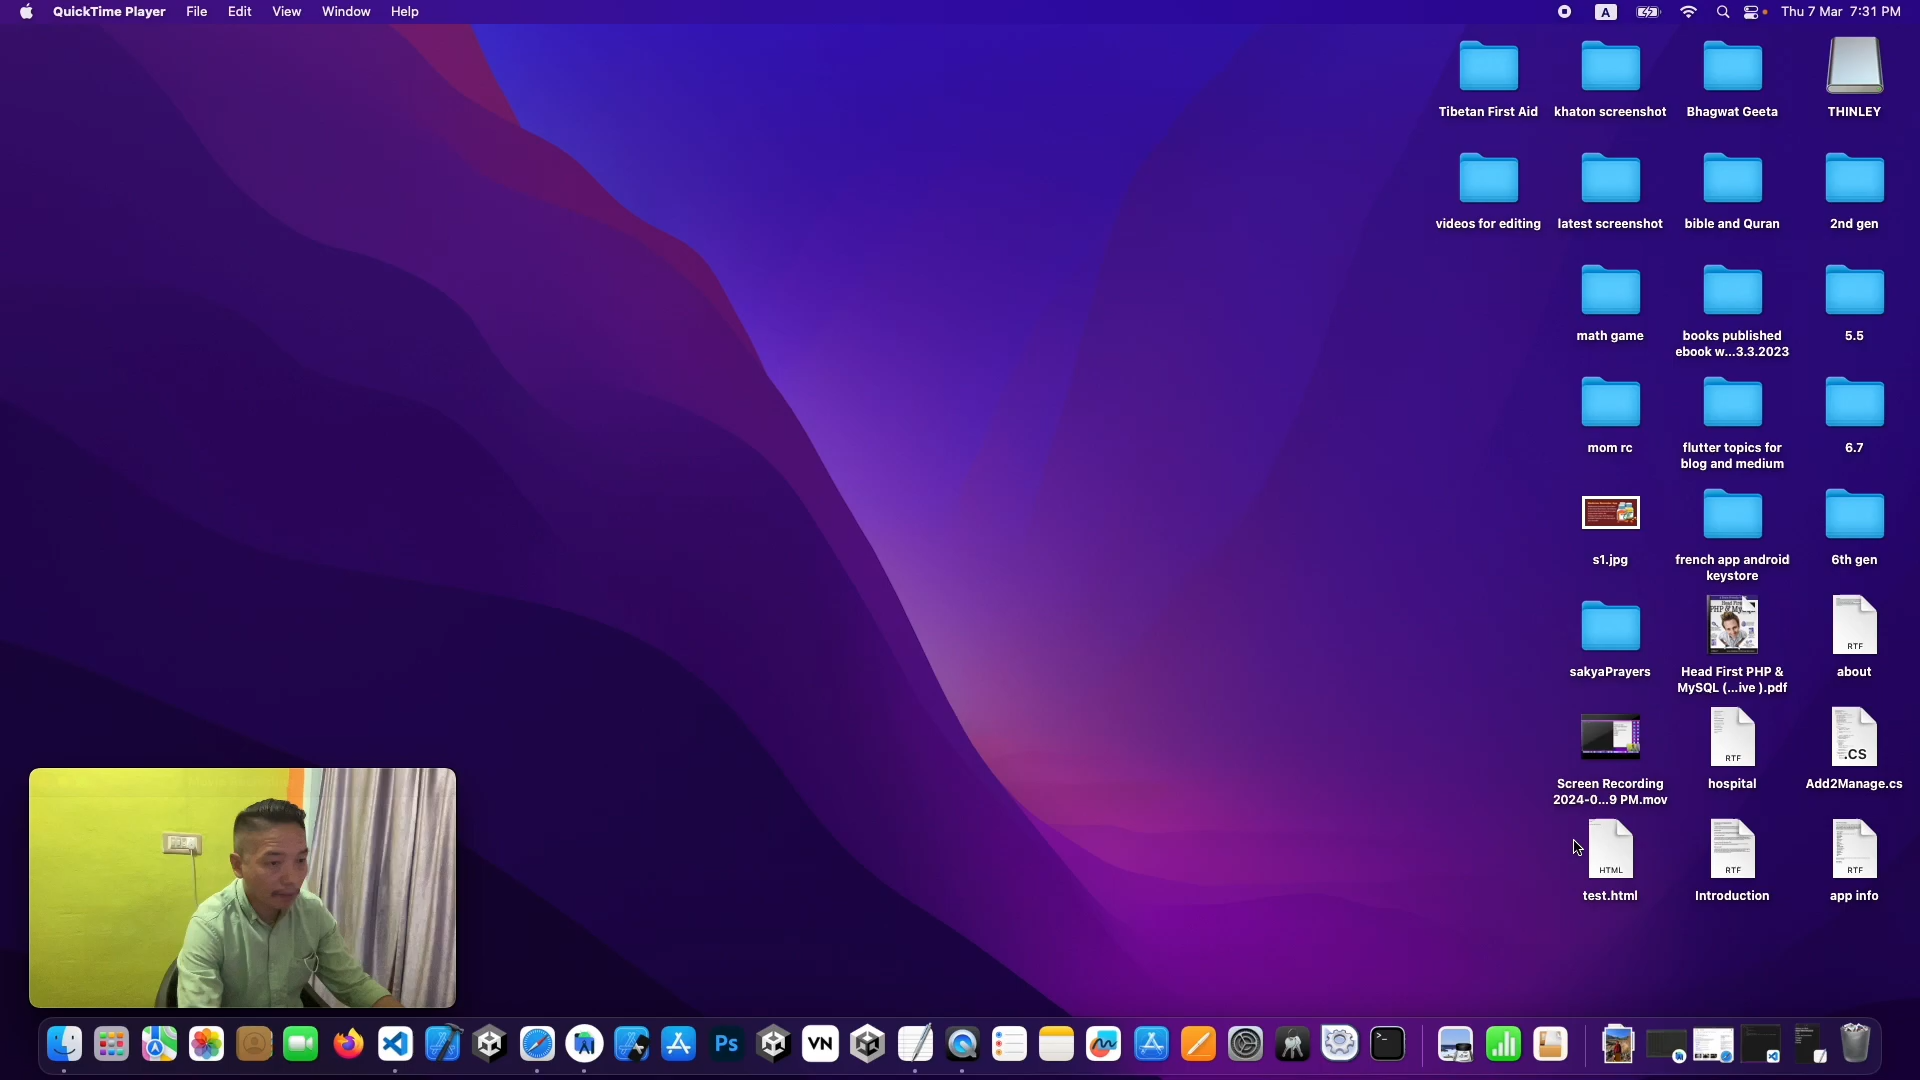 QuickTime Player File Edit View Window Help A Thu 7 Mar 7:31 PM
Tibetan First Aid khaton screenshot Bhagwat Geeta THINLEY
videos for editing latest screenshot bible and Quran 2nd gen
math game books published 5.5
ebook w...3.3.2023
mom rc flutter topics for 6.7
blog and medium
s1.jpg french app android 6th gen
keystore
Head First
PHP & My
RTF
sakyaPrayers Head First PHP & about
MySQL (...ive ).pdf
RTF .CS
Screen Recording hospital Add2Manage.cs
2024-0...9 PM.mov
HTML RTF RTF
test.html Introduction app info
Ps VN